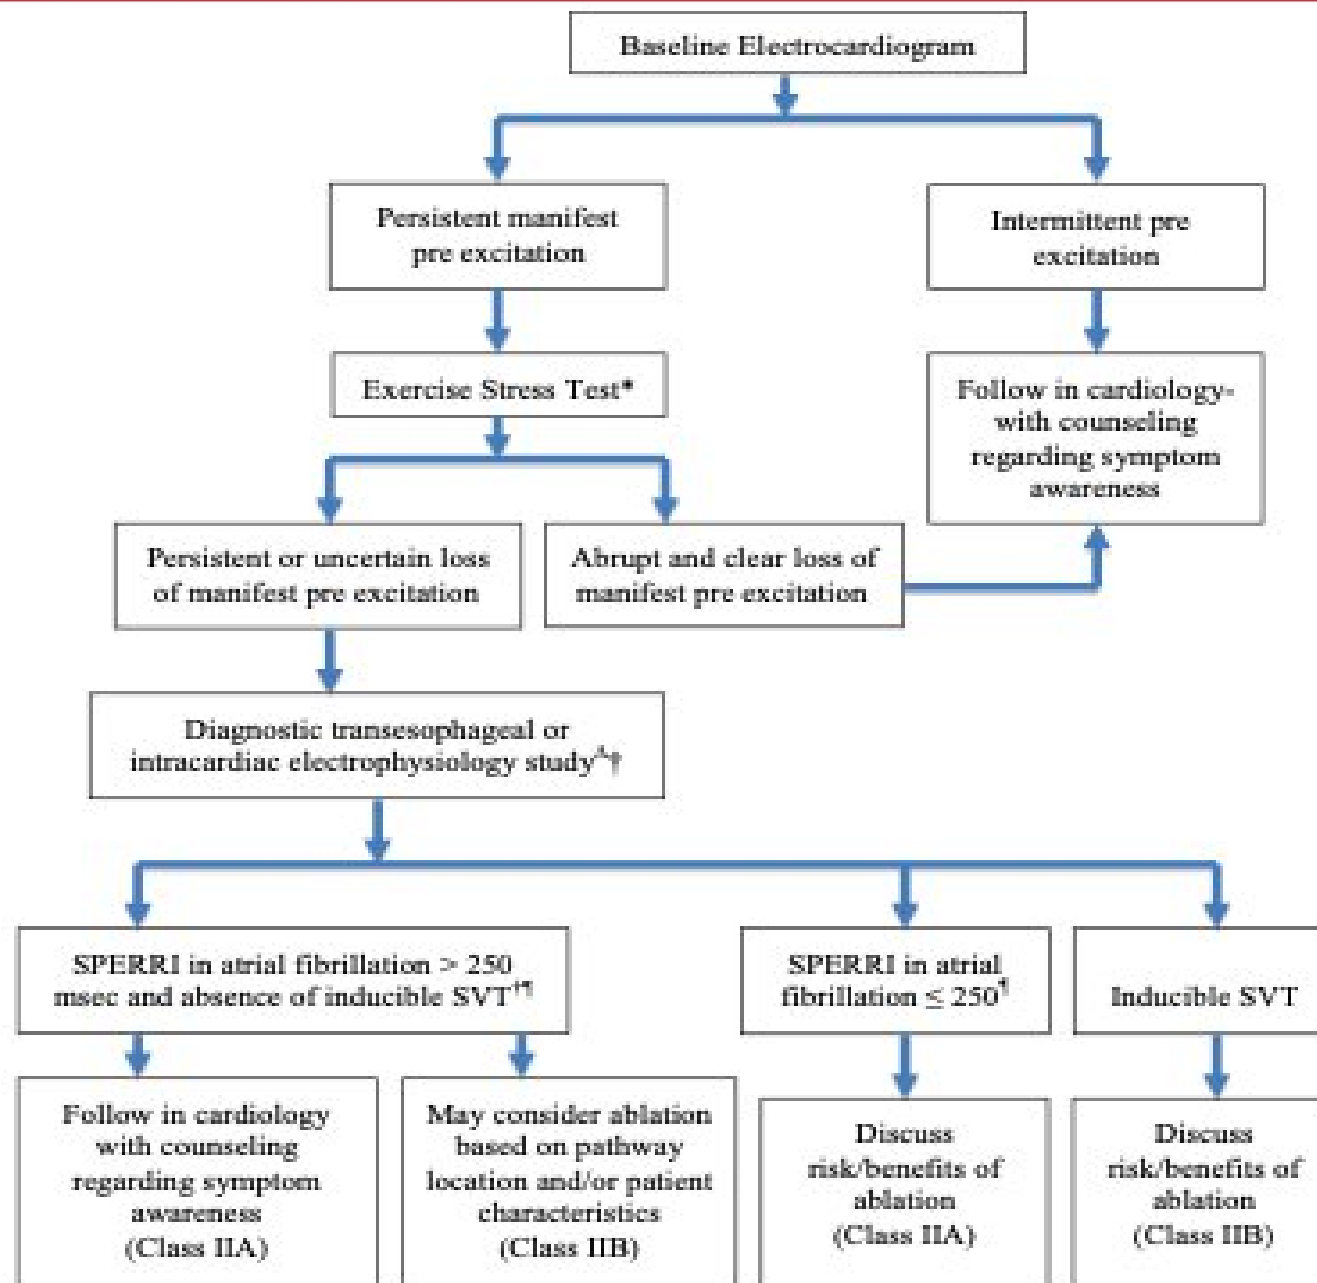 Baseline Electrocardiogram
Persistent manifest
pre excitation
Intermittent pre
excitation
Exercise Stress Test*
Follow in cardiology-
with counseling
regarding symptom
awareness
Persistent or uncertain loss
of manifest pre excitation
Abrupt and clear loss of
manifest pre excitation
Diagnostic transesophageal or
intracardiac electrophysiology study^†
SPERRI in atrial fibrillation > 250
msec and absence of inducible SVT†¶
SPERRI in atrial
fibrillation ≤ 250¶
Inducible SVT
Follow in cardiology
with counseling
regarding symptom
awareness
(Class IIA)
May consider ablation
based on pathway
location and/or patient
characteristics
(Class IIB)
Discuss
risk/benefits of
ablation
(Class IIA)
Discuss
risk/benefits of
ablation
(Class IIB)